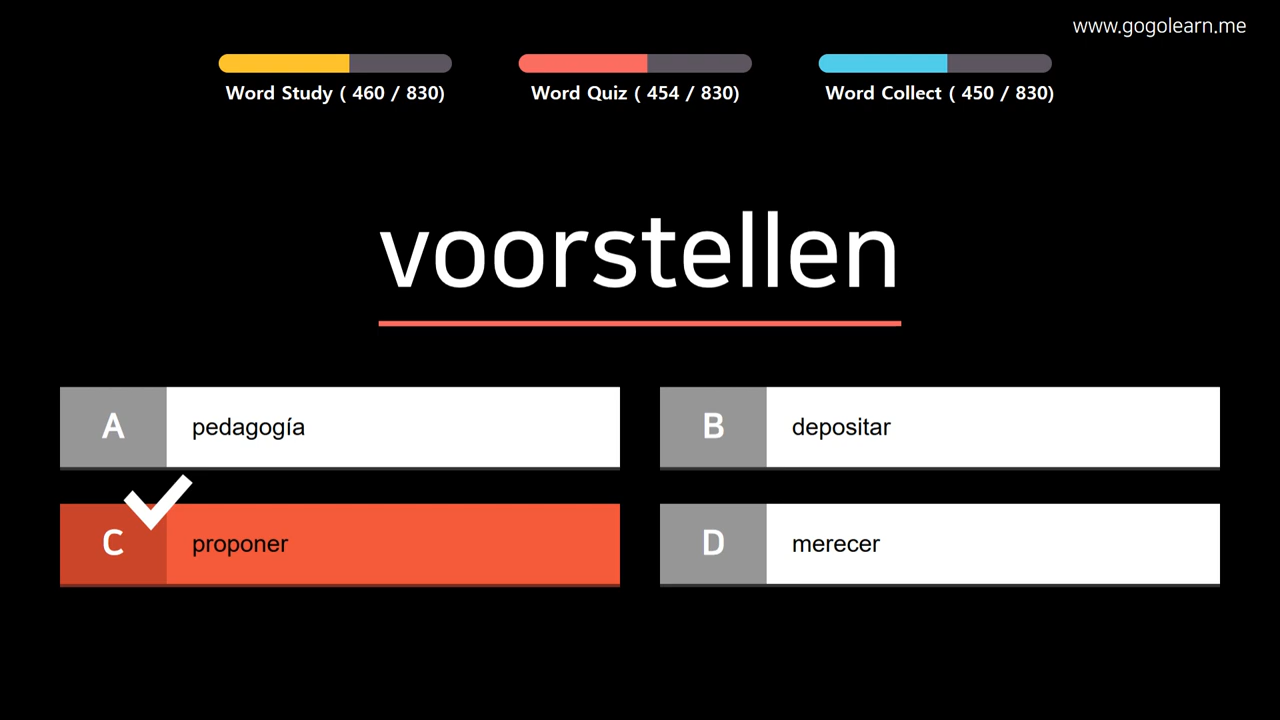 www.gogolearn.me
Word Study ( 460 / 830)
Word Quiz ( 454 / 830)
Word Collect ( 450 / 830)
voorstellen
A
pedagogía
B
depositar
C
proponer
D
merecer